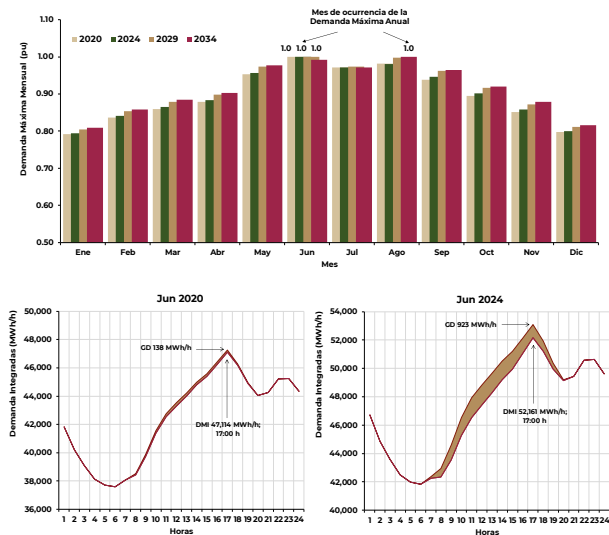 Mes de ocurrencia de la
Demanda Máxima Anual
2020 2024 2029 2034
1.0 1.0 1.0 1.0
Demanda Máxima Mensual (pu)
1.10
1.00
0.90
0.80
0.70
0.60
0.50
Ene Feb Mar Abr May Jun Jul Ago Sep Oct Nov Dic
Mes
Jun 2020
Demanda Integradas (MWh/h)
50,000
48,000
46,000
44,000
42,000
40,000
38,000
36,000
GD 138 MWh/h
DMI 47,114 MWh/h;
17:00 h
1 2 3 4 5 6 7 8 9 10 11 12 13 14 15 16 17 18 19 20 21 22 23 24
Horas
Jun 2024
Demanda Integradas (MWh/h)
54,000
52,000
50,000
48,000
46,000
44,000
42,000
40,000
GD 923 MWh/h
DMI 52,161 MWh/h;
17:00 h
1 2 3 4 5 6 7 8 9 10 11 12 13 14 15 16 17 18 19 20 21 22 23 24
Horas